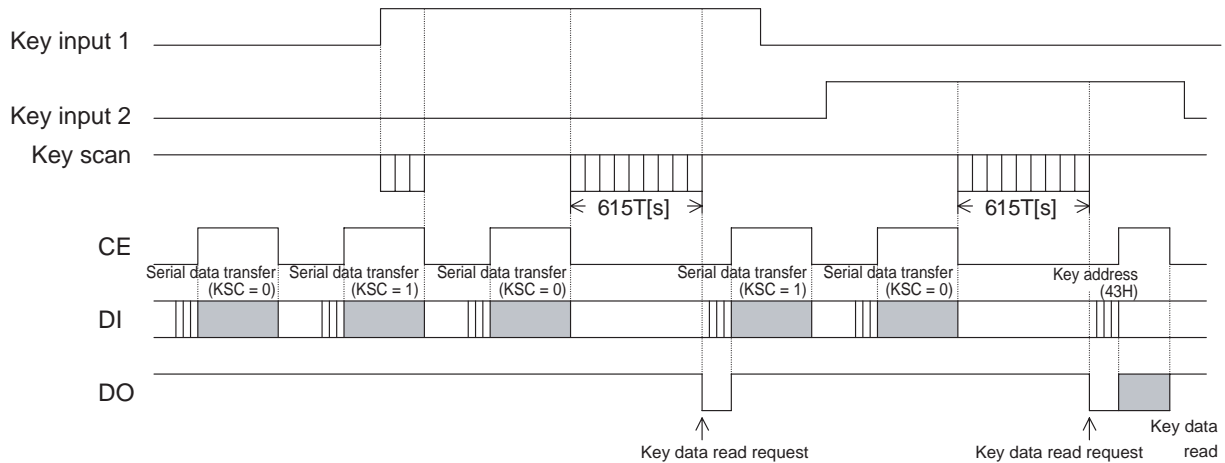 Key input 1
Key input 2
Key scan
615T[s]
615T[s]
CE
Serial data transfer
(KSC = 0)
Serial data transfer
(KSC = 1)
Serial data transfer
(KSC = 0)
Serial data transfer
(KSC = 1)
Serial data transfer
(KSC = 0)
Key address
(43H)
DI
DO
Key data read request
Key data read request
Key data
read